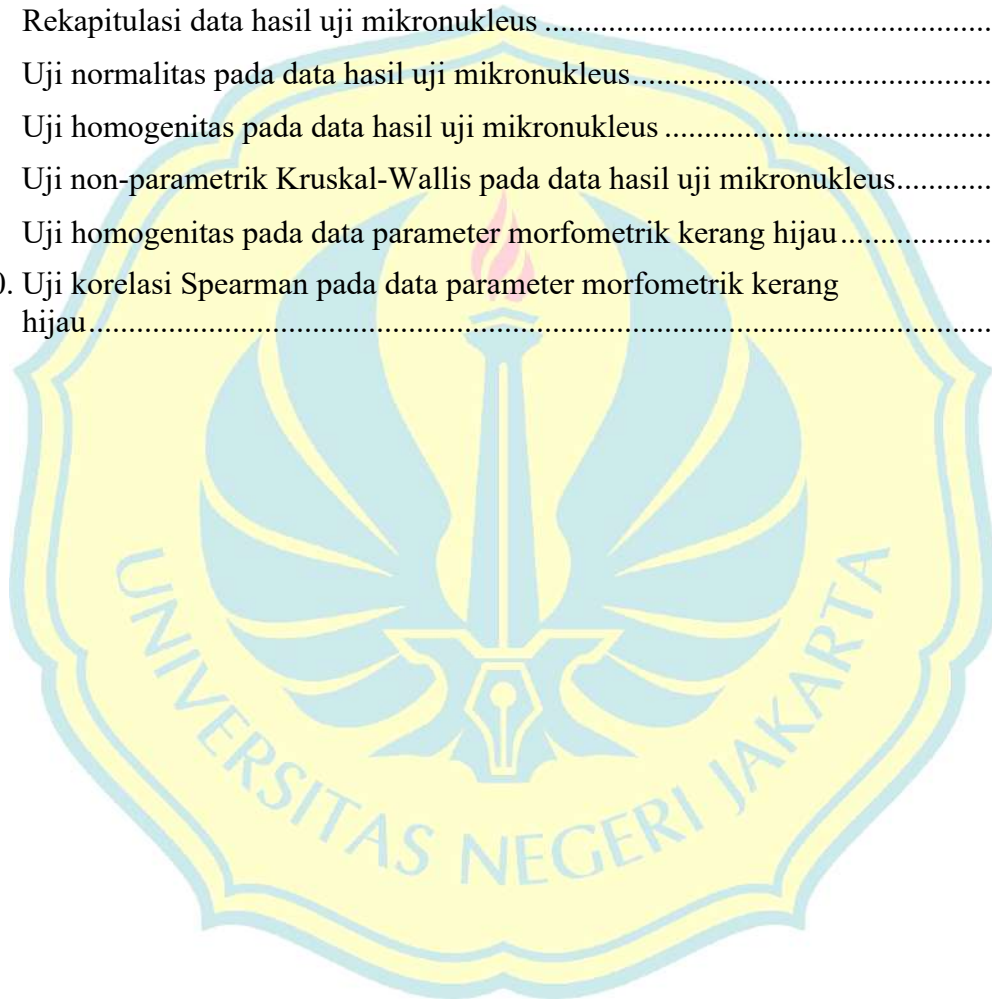 Rekapitulasi data hasil uji mikronukleus ........................................................
Uji normalitas pada data hasil uji mikronukleus.............................................
Uji homogenitas pada data hasil uji mikronukleus .........................................
Uji non-parametrik Kruskal-Wallis pada data hasil uji mikronukleus............
Uji homogenitas pada data parameter morfometrik kerang hijau...................
0. Uji korelasi Spearman pada data parameter morfometrik kerang
hijau................................................................................................................
UNIVERSITAS NEGERI JAKARTA